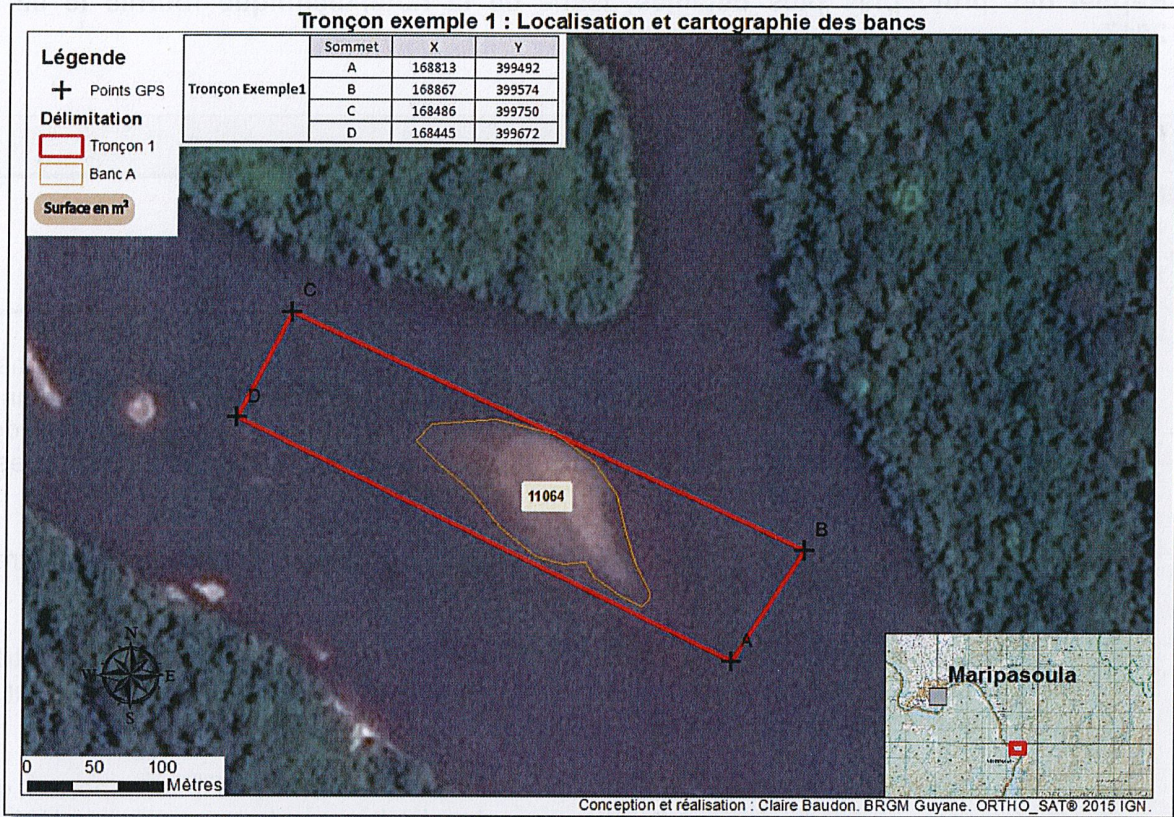 Tronçon exemple 1 : Localisation et cartographie des bancs
Légende
Points GPS
Délimitation
Tronçon 1
Banc A
Surface en m²
Tronçon Exemple1
Sommet X Y
A 168813 399492
B 168867 399574
C 168486 399750
D 168445 399672
C
D
11064
B
A
N
W E
S
Maripasoula
0 50 100
Mètres
Conception et réalisation : Claire Baudon. BRGM Guyane. ORTHO_SAT® 2015 IGN.